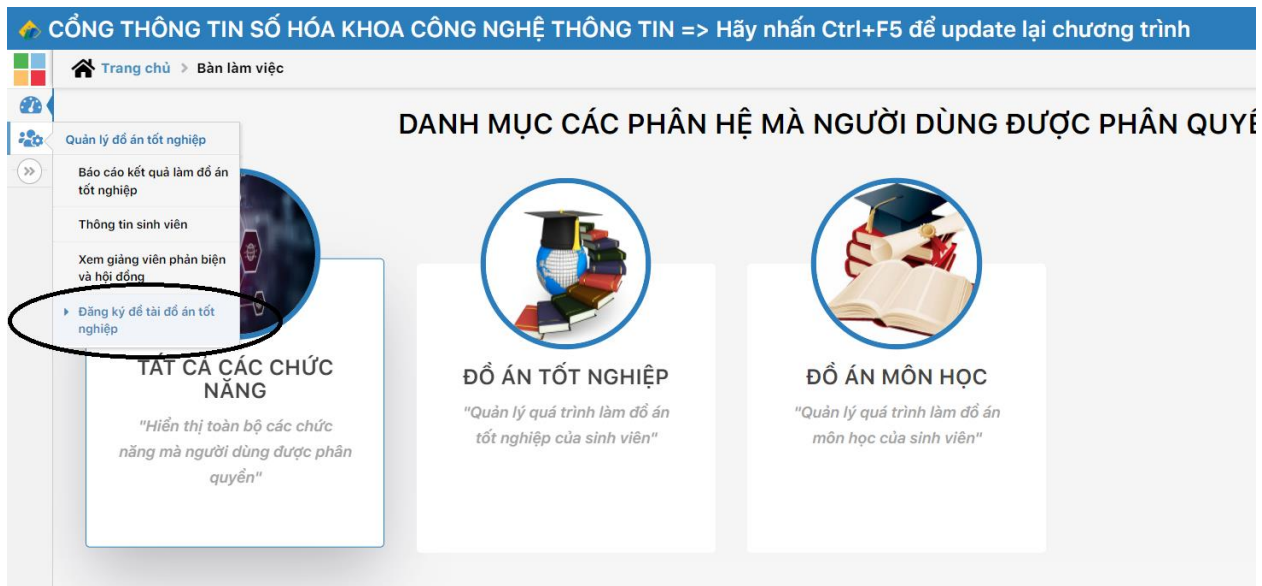 CỔNG THÔNG TIN SỐ HÓA KHOA CÔNG NGHỆ THÔNG TIN => Hãy nhấn Ctrl+F5 để update lại chương trình
Trang chủ > Bàn làm việc
DANH MỤC CÁC PHÂN HỆ MÀ NGƯỜI DÙNG ĐƯỢC PHÂN QUYỀ
Quản lý đồ án tốt nghiệp
Báo cáo kết quả làm đồ án
tốt nghiệp
Thông tin sinh viên
Xem giảng viên phản biện
và hội đồng
Đăng ký đề tài đồ án tốt
nghiệp
TẤT CẢ CÁC CHỨC
NĂNG
"Hiển thị toàn bộ các chức
năng mà người dùng được phân
quyền"
ĐỒ ÁN TỐT NGHIỆP
"Quản lý quá trình làm đồ án
tốt nghiệp của sinh viên"
ĐỒ ÁN MÔN HỌC
"Quản lý quá trình làm đồ án
môn học của sinh viên"